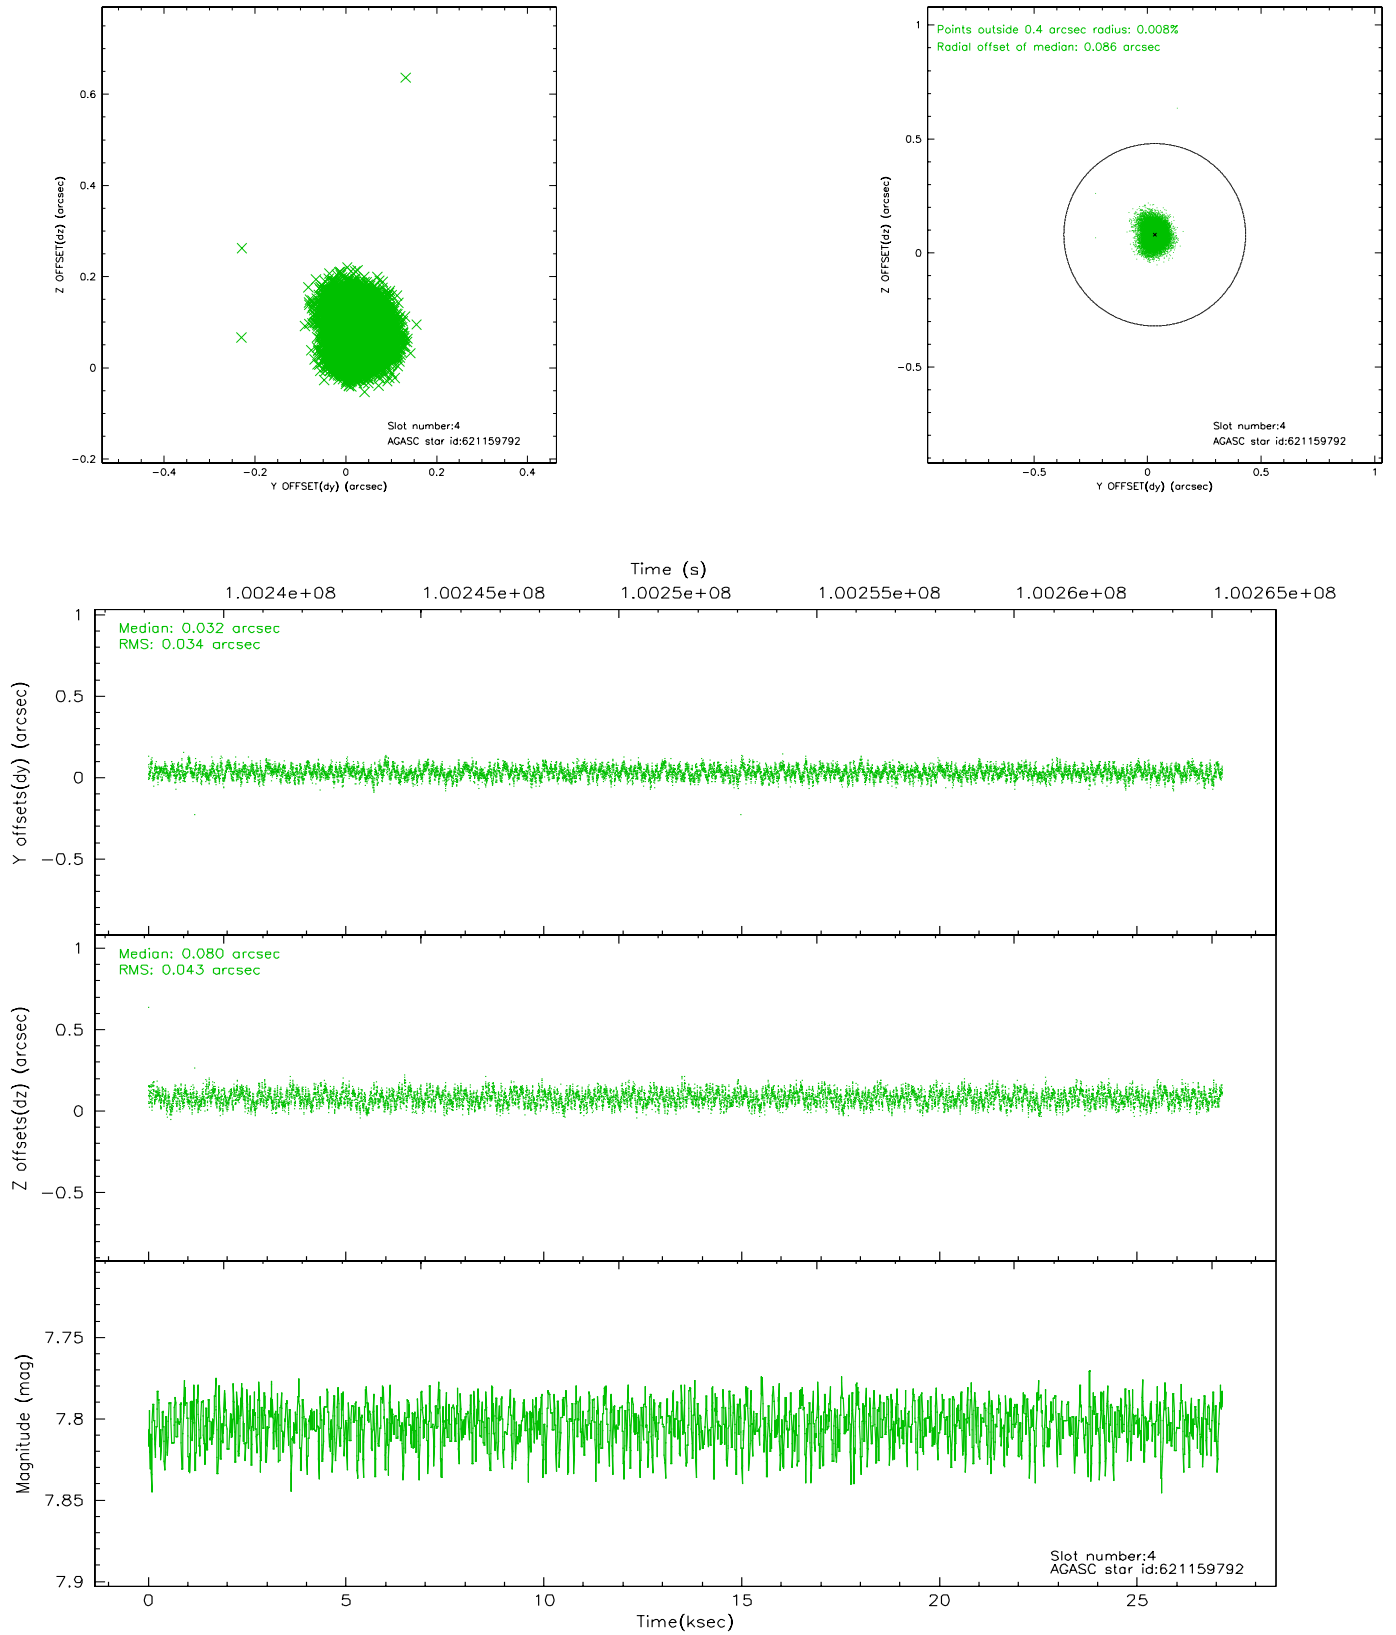 0.6
0.4
0.2
0
−0.2
Z OFFSET(dz) (arcsec)
−0.4
−0.2
0
0.2
0.4
Y OFFSET(dy) (arcsec)
Slot number:4
AGASC star id:621159792
Points outside 0.4 arcsec radius: 0.008%
Radial offset of median: 0.086 arcsec
1
0.5
0
−0.5
Z OFFSET(dz) (arcsec)
−0.5
0
0.5
1
Y OFFSET(dy) (arcsec)
Slot number:4
AGASC star id:621159792
Time (s)
1.0024e+08
1.00245e+08
1.0025e+08
1.00255e+08
1.0026e+08
1.00265e+08
Median: 0.032 arcsec
RMS: 0.034 arcsec
1
0.5
0
−0.5
Y offsets(dy) (arcsec)
Median: 0.080 arcsec
RMS: 0.043 arcsec
1
0.5
0
−0.5
Z offsets(dz) (arcsec)
7.75
7.8
7.85
7.9
Magnitude (mag)
Slot number:4
AGASC star id:621159792
0
5
10
15
20
25
Time(ksec)